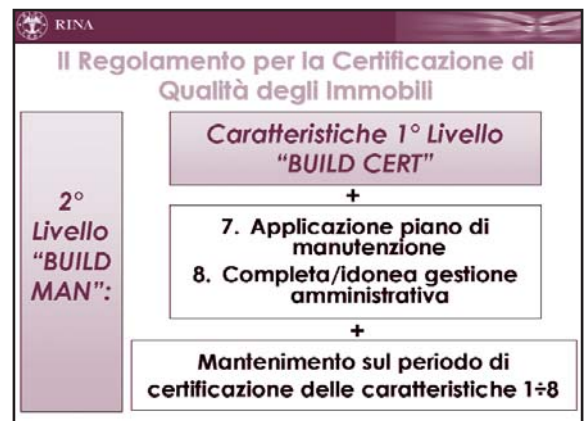 RINA
Il Regolamento per la Certificazione di
Qualità degli Immobili
2°
Livello
“BUILD
MAN”:
Caratteristiche 1° Livello
“BUILD CERT”
+
7. Applicazione piano di
manutenzione
8. Completa/idonea gestione
amministrativa
+
Mantenimento sul periodo di
certificazione delle caratteristiche 1÷8